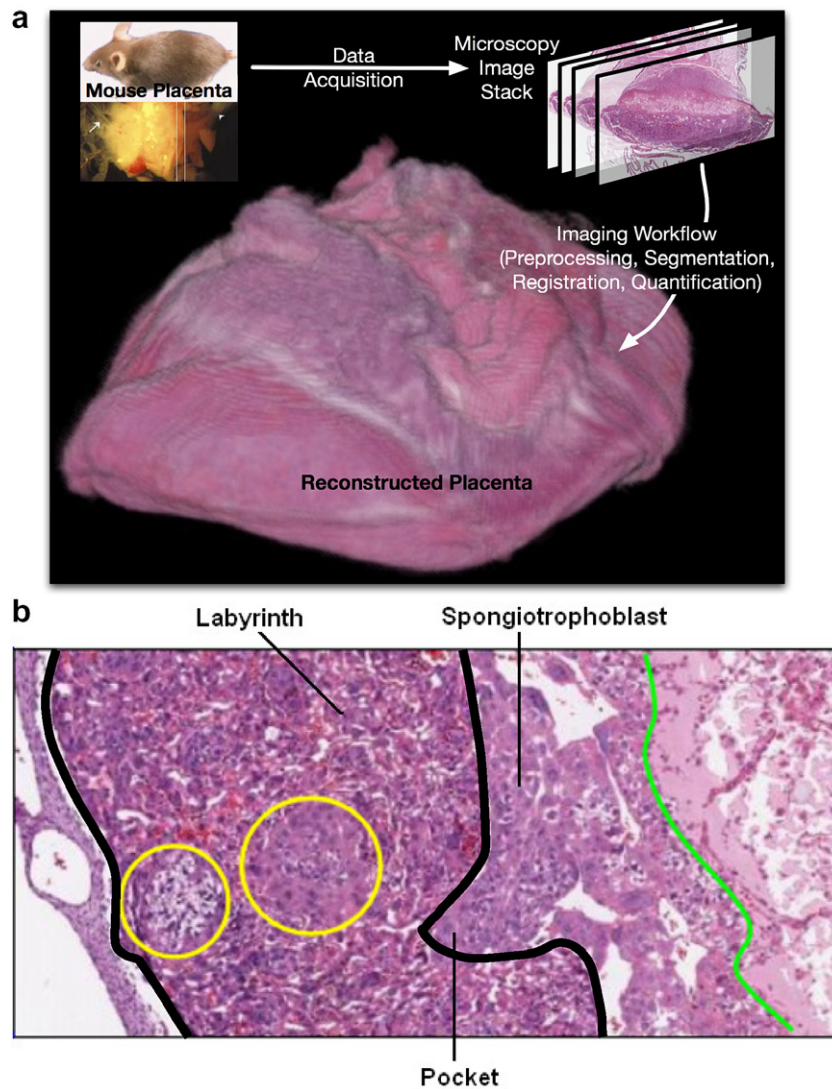 a
Mouse Placenta
Data
Acquisition
Microscopy
Image
Stack
Imaging Workflow
(Preprocessing, Segmentation,
Registration, Quantification)
Reconstructed Placenta
b
Labyrinth
Spongiotrophoblast
Pocket